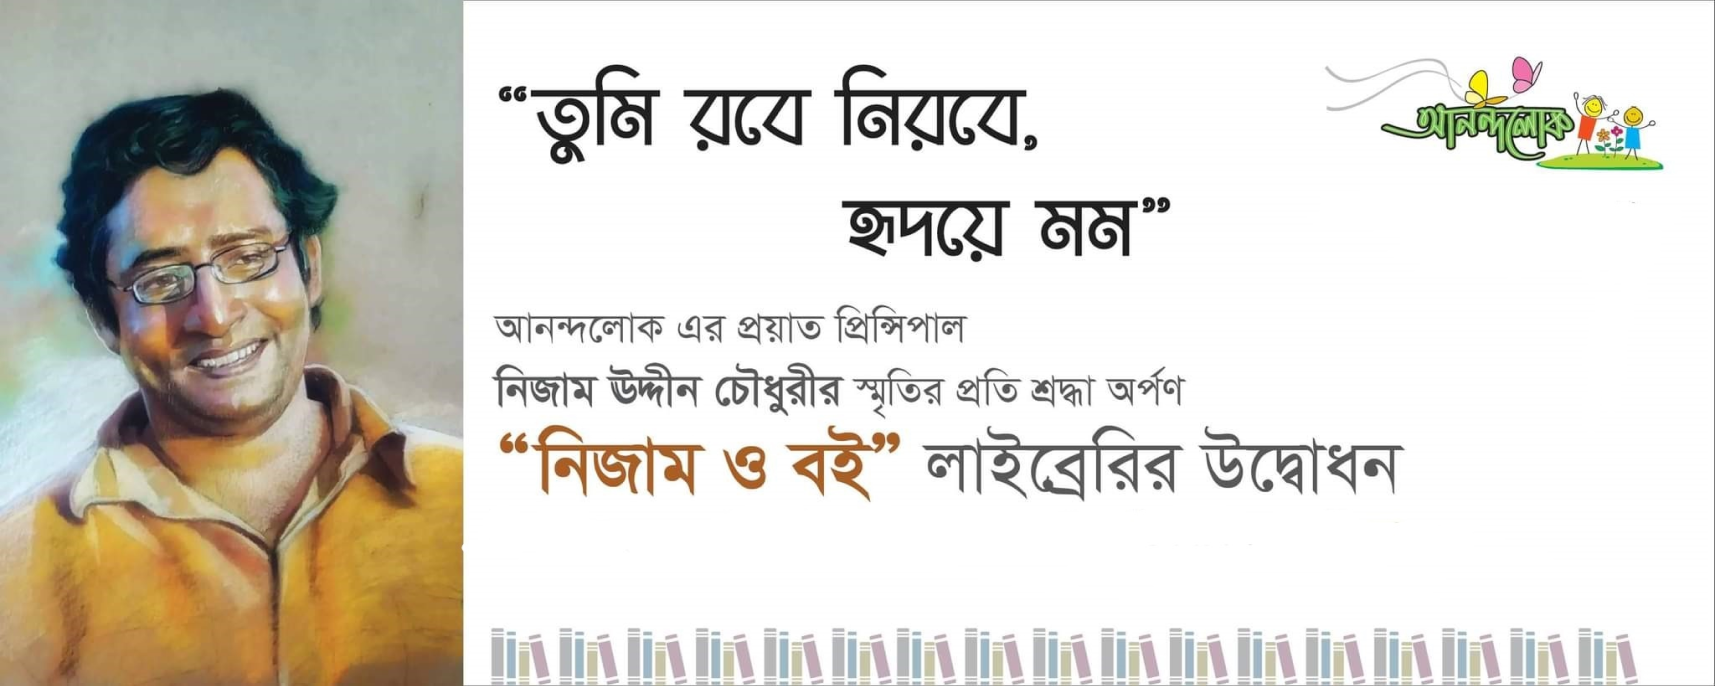 “তুমি রবে নিরবে,
হৃদয়ে মম”
আনন্দলোক
আনন্দলোক এর প্রয়াত প্রিন্সিপাল
নিজাম উদ্দীন চৌধুরীর স্মৃতির প্রতি শ্রদ্ধা অর্পণ
“নিজাম ও বই” লাইব্রেরির উদ্বোধন